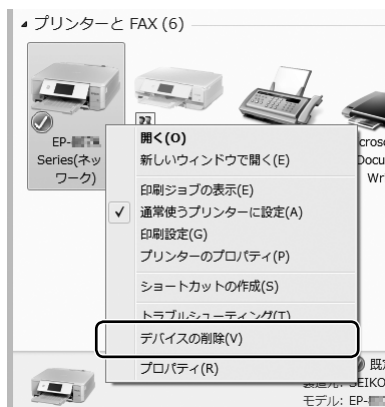 プリンターと FAX (6)
EP-
Series(ネッ
ワーク)
開く(O)
新しいウィンドウで開く(E)
印刷ジョブの表示(E)
通常使うプリンターに設定(A)
印刷設定(G)
プリンターのプロパティ(P)
ショートカットの作成(S)
トラブルシューティング(T)
デバイスの削除(V)
プロパティ(R)
モデル: EP-